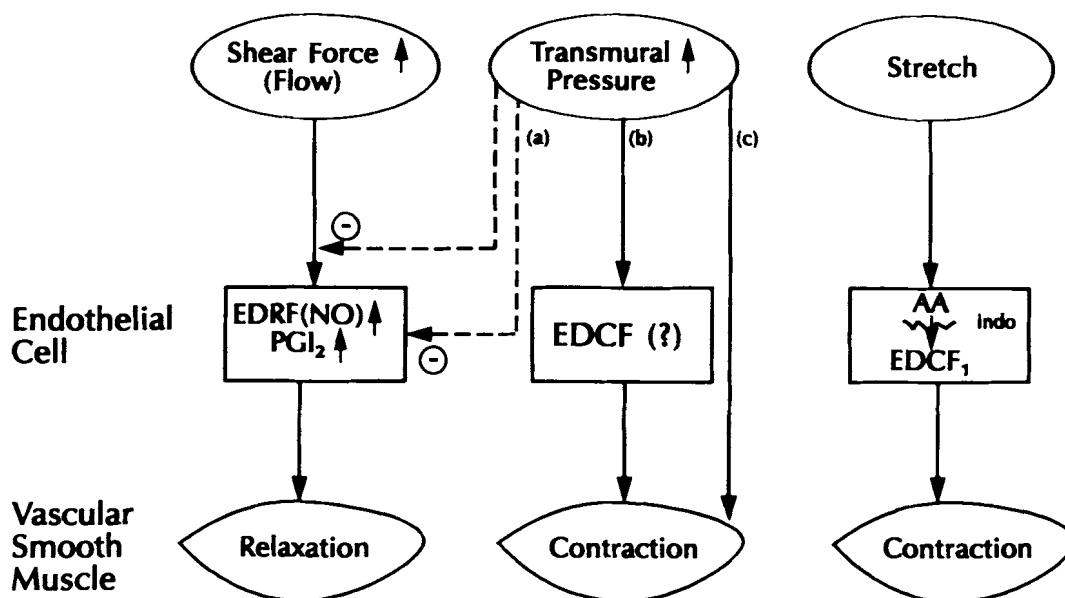 Shear Force
(Flow)
Transmural
Pressure
Stretch
(a)
(b)
(c)
-
-
Endothelial
Cell
EDRF(NO)
PGI₂
EDCF (?)
AA
indo
EDCF₁
Vascular
Smooth
Muscle
Relaxation
Contraction
Contraction